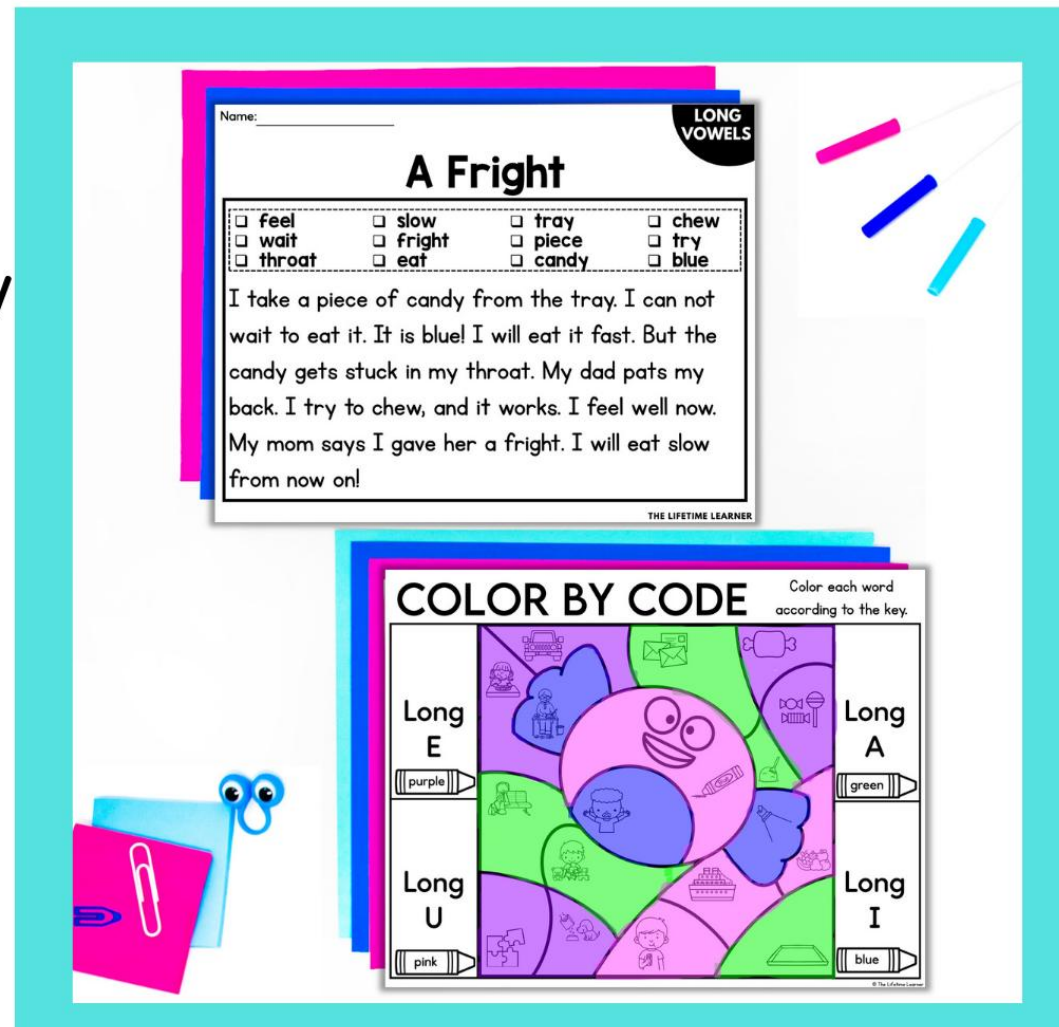 Name:
LONG
VOWELS
A Fright
feel slow tray chew
wait fright piece try
throat eat candy blue
I take a piece of candy from the tray. I can not
wait to eat it. It is blue! I will eat it fast. But the
candy gets stuck in my throat. My dad pats my
back. I try to chew, and it works. I feel well now.
My mom says I gave her a fright. I will eat slow
from now on!
THE LIFETIME LEARNER
COLOR BY CODE
Color each word
according to the key.
Long
E
purple
Long
A
green
Long
U
pink
Long
I
blue
© The Lifetime Learner